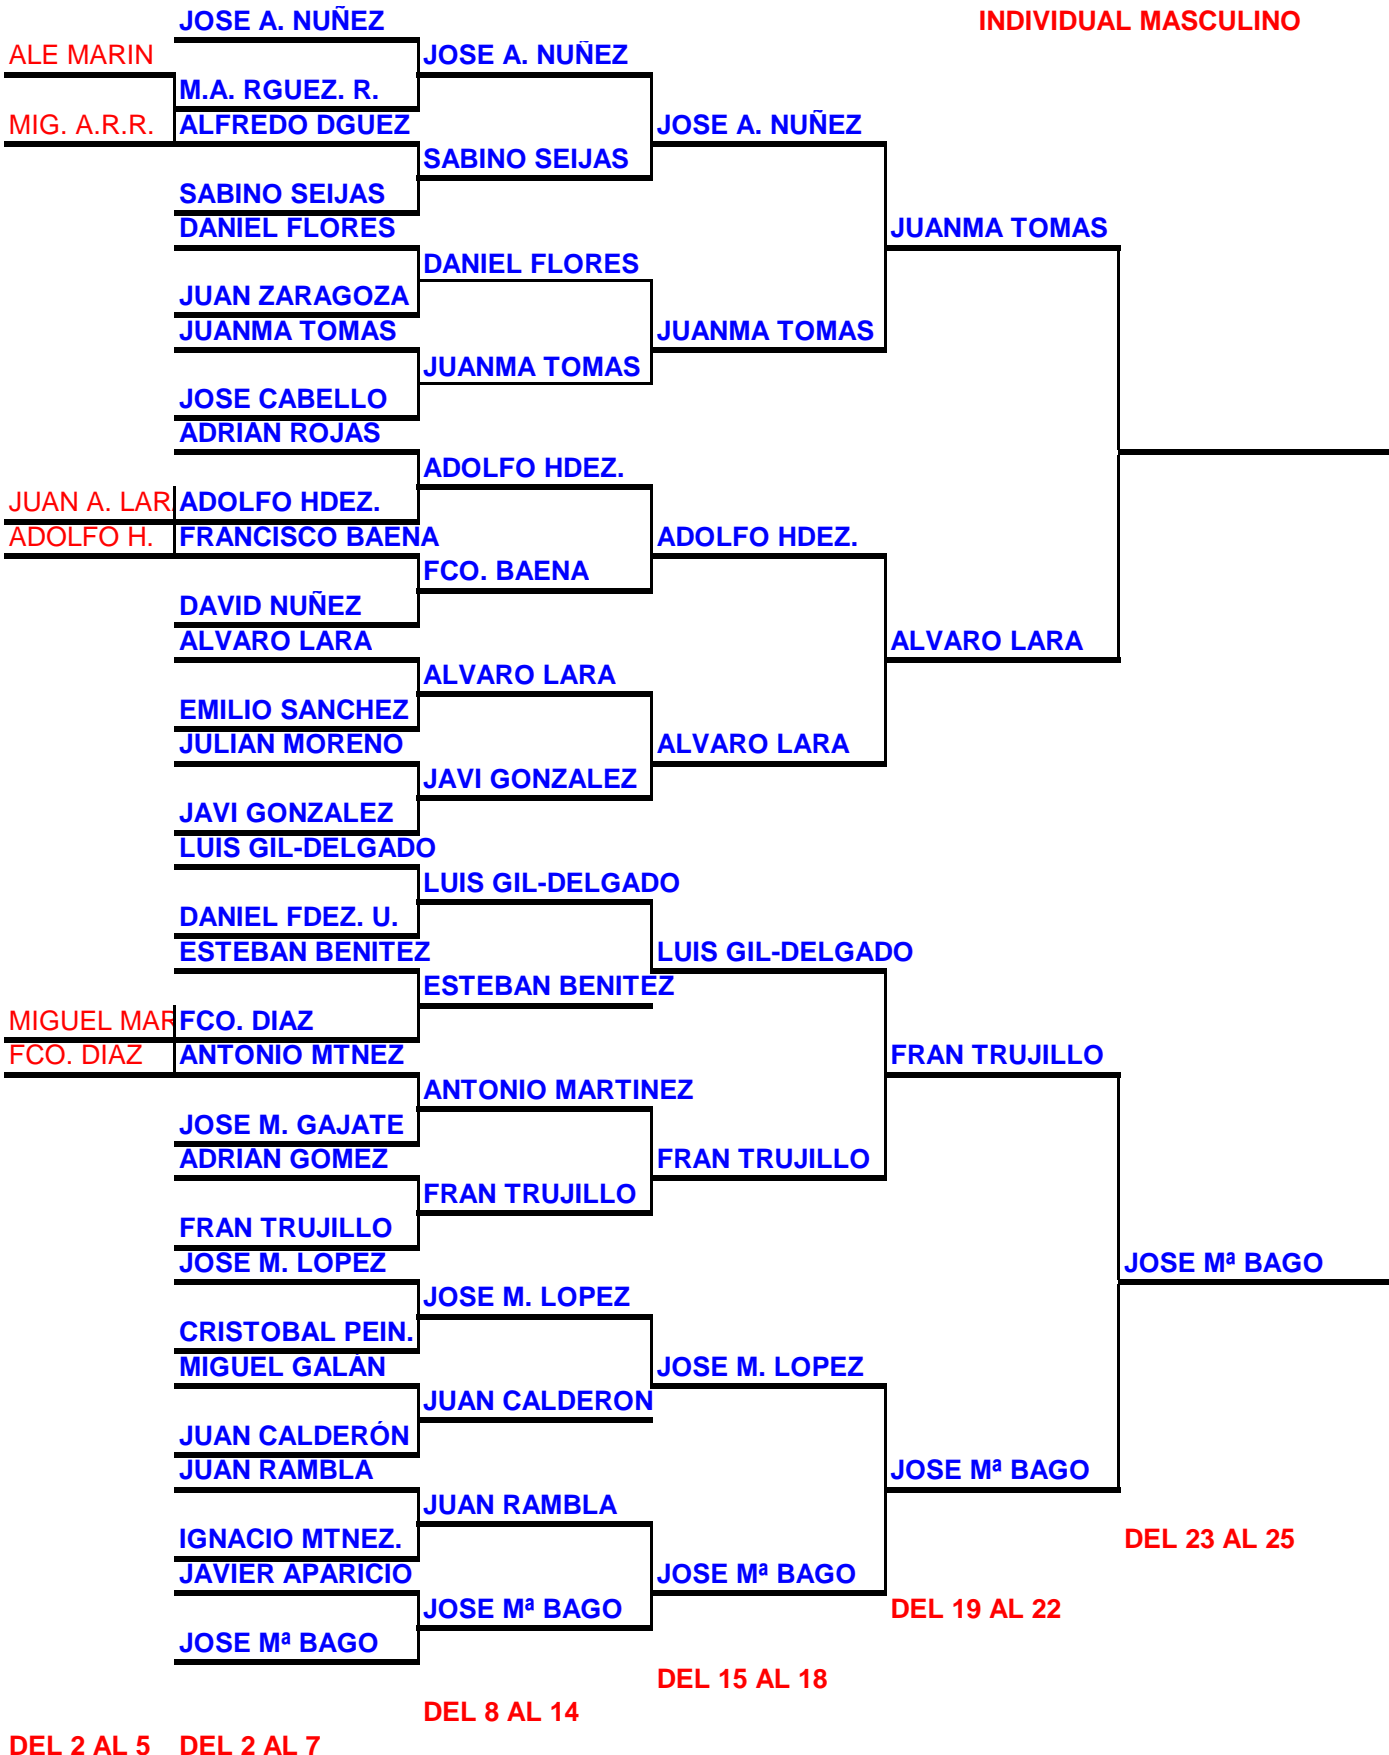 JOSE A. NUÑEZ
INDIVIDUAL MASCULINO
ALE MARIN
JOSE A. NUÑEZ
M.A. RGUEZ. R.
MIG. A.R.R.
ALFREDO DGUEZ
JOSE A. NUÑEZ
SABINO SEIJAS
SABINO SEIJAS
DANIEL FLORES
JUANMA TOMAS
DANIEL FLORES
JUAN ZARAGOZA
JUANMA TOMAS
JUANMA TOMAS
JUANMA TOMAS
JOSE CABELLO
ADRIAN ROJAS
ADOLFO HDEZ.
JUAN A. LAR
ADOLFO HDEZ.
ADOLFO H.
FRANCISCO BAENA
ADOLFO HDEZ.
FCO. BAENA
DAVID NUÑEZ
ALVARO LARA
ALVARO LARA
ALVARO LARA
EMILIO SANCHEZ
JULIAN MORENO
ALVARO LARA
JAVI GONZALEZ
JAVI GONZALEZ
LUIS GIL-DELGADO
LUIS GIL-DELGADO
DANIEL FDEZ. U.
ESTEBAN BENITEZ
LUIS GIL-DELGADO
ESTEBAN BENITEZ
MIGUEL MAR
FCO. DIAZ
FCO. DIAZ
ANTONIO MTNEZ
FRAN TRUJILLO
ANTONIO MARTINEZ
JOSE M. GAJATE
ADRIAN GOMEZ
FRAN TRUJILLO
FRAN TRUJILLO
FRAN TRUJILLO
JOSE M. LOPEZ
JOSE Mª BAGO
JOSE M. LOPEZ
CRISTOBAL PEIN.
MIGUEL GALÁN
JOSE M. LOPEZ
JUAN CALDERON
JUAN CALDERÓN
JUAN RAMBLA
JOSE Mª BAGO
JUAN RAMBLA
IGNACIO MTNEZ.
DEL 23 AL 25
JAVIER APARICIO
JOSE Mª BAGO
JOSE Mª BAGO
DEL 19 AL 22
JOSE Mª BAGO
DEL 15 AL 18
DEL 8 AL 14
DEL 2 AL 5
DEL 2 AL 7